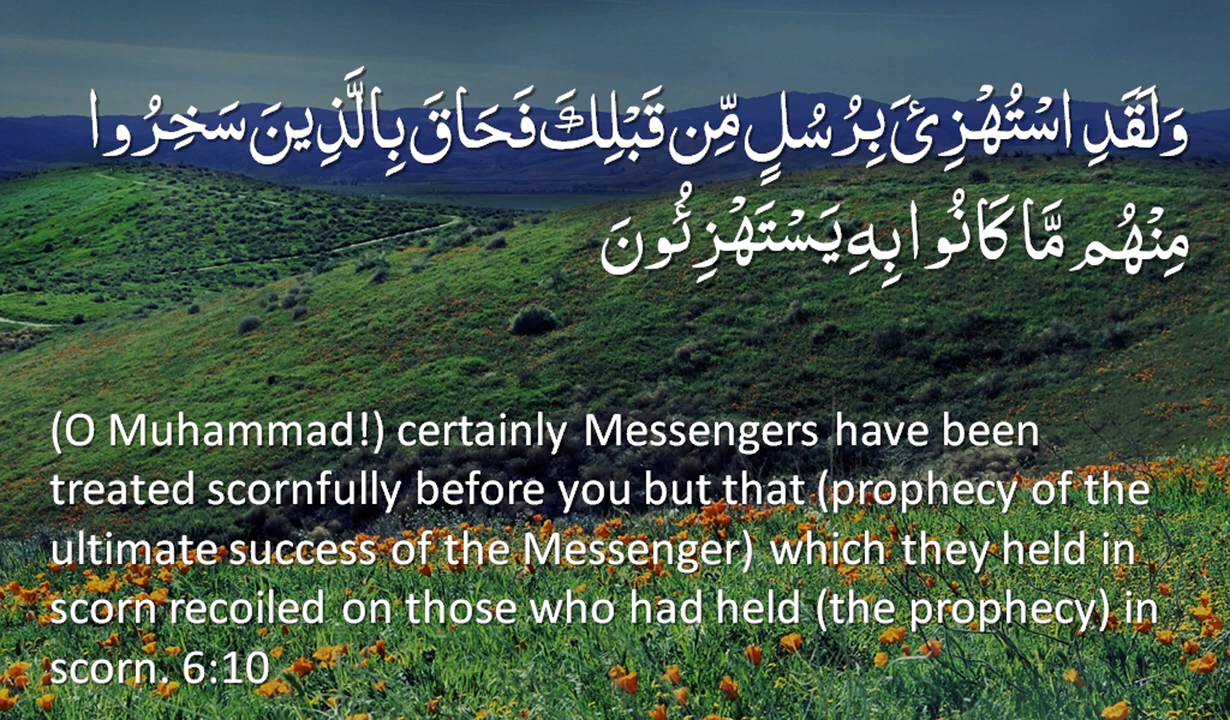 وَلَقَدِ اسْتُهْزِئَ بِرُسُلٍ مِّن قَبْلِكَ فَحَاقَ بِالَّذِينَ سَخِرُوا
مِنْهُم مَّا كَانُوا بِهِ يَسْتَهْزِئُونَ
(O Muhammad!) certainly Messengers have been
treated scornfully before you but that (prophecy of the
ultimate success of the Messenger) which they held in
scorn recoiled on those who had held (the prophecy) in
scorn. 6:10